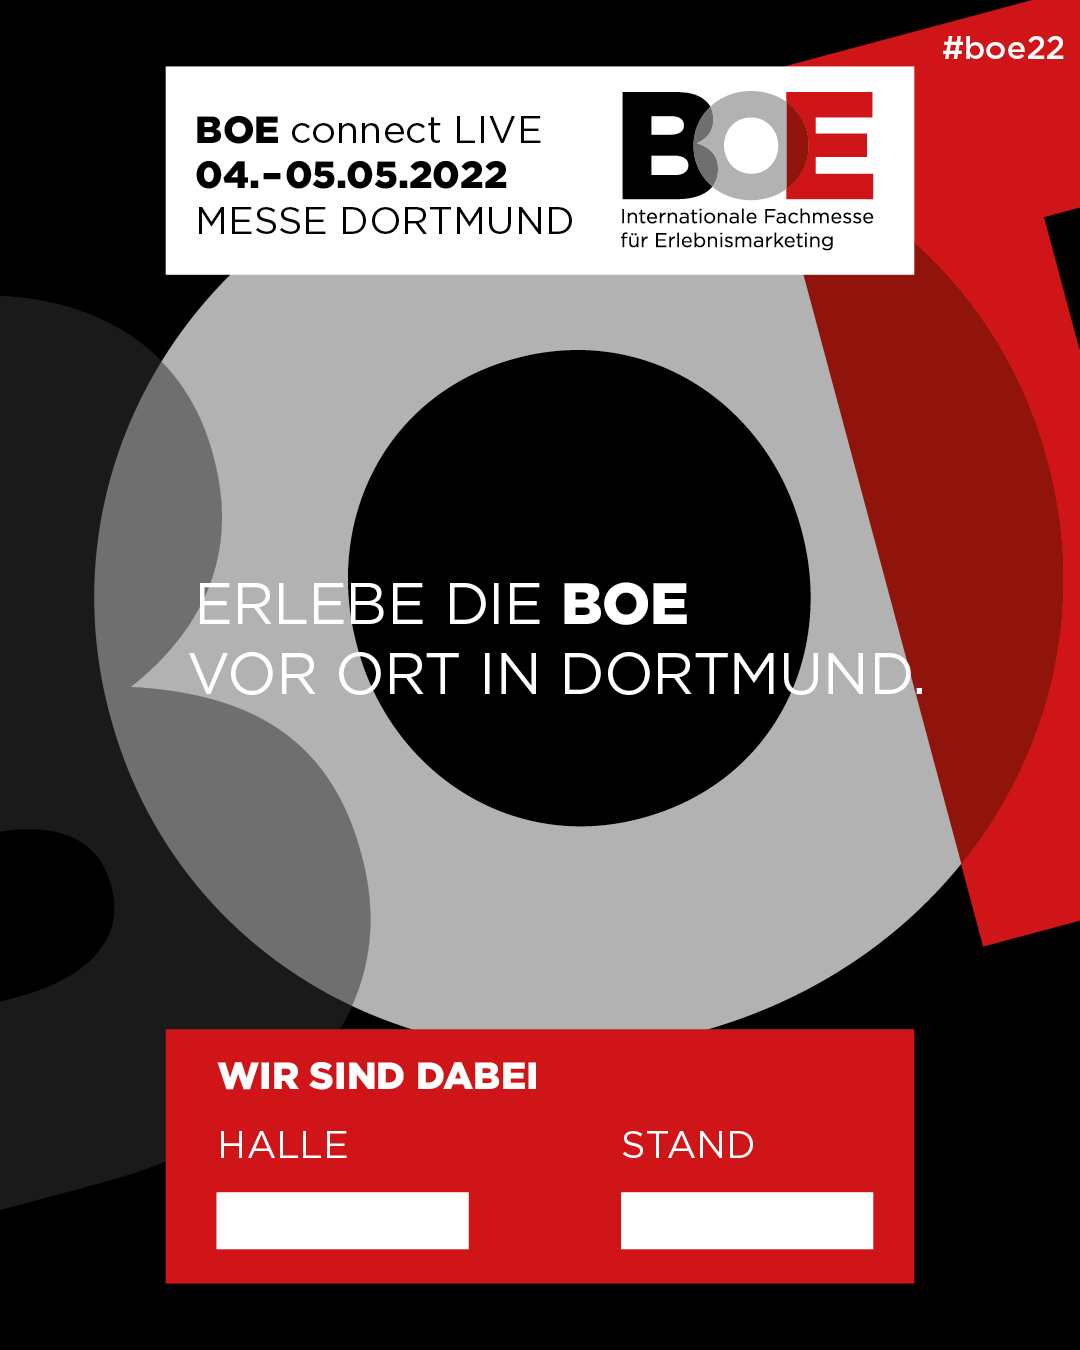 #boe22
BOE connect LIVE
04.–05.05.2022
MESSE DORTMUND
BOE
Internationale Fachmesse
für Erlebnismarketing
ERLEBE DIE BOE
VOR ORT IN DORTMUND.
WIR SIND DABEI
HALLE
STAND